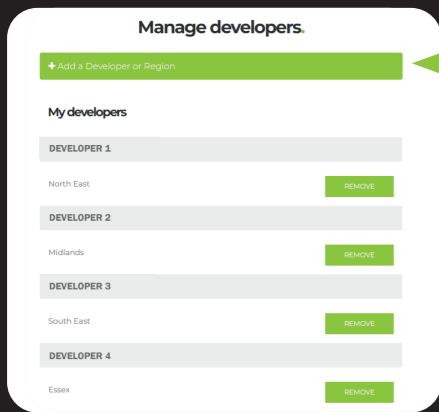 Manage developers.
+ Add a Developer or Region
My developers
DEVELOPER 1
North East
REMOVE
DEVELOPER 2
Midlands
REMOVE
DEVELOPER 3
South East
REMOVE
DEVELOPER 4
Essex
REMOVE